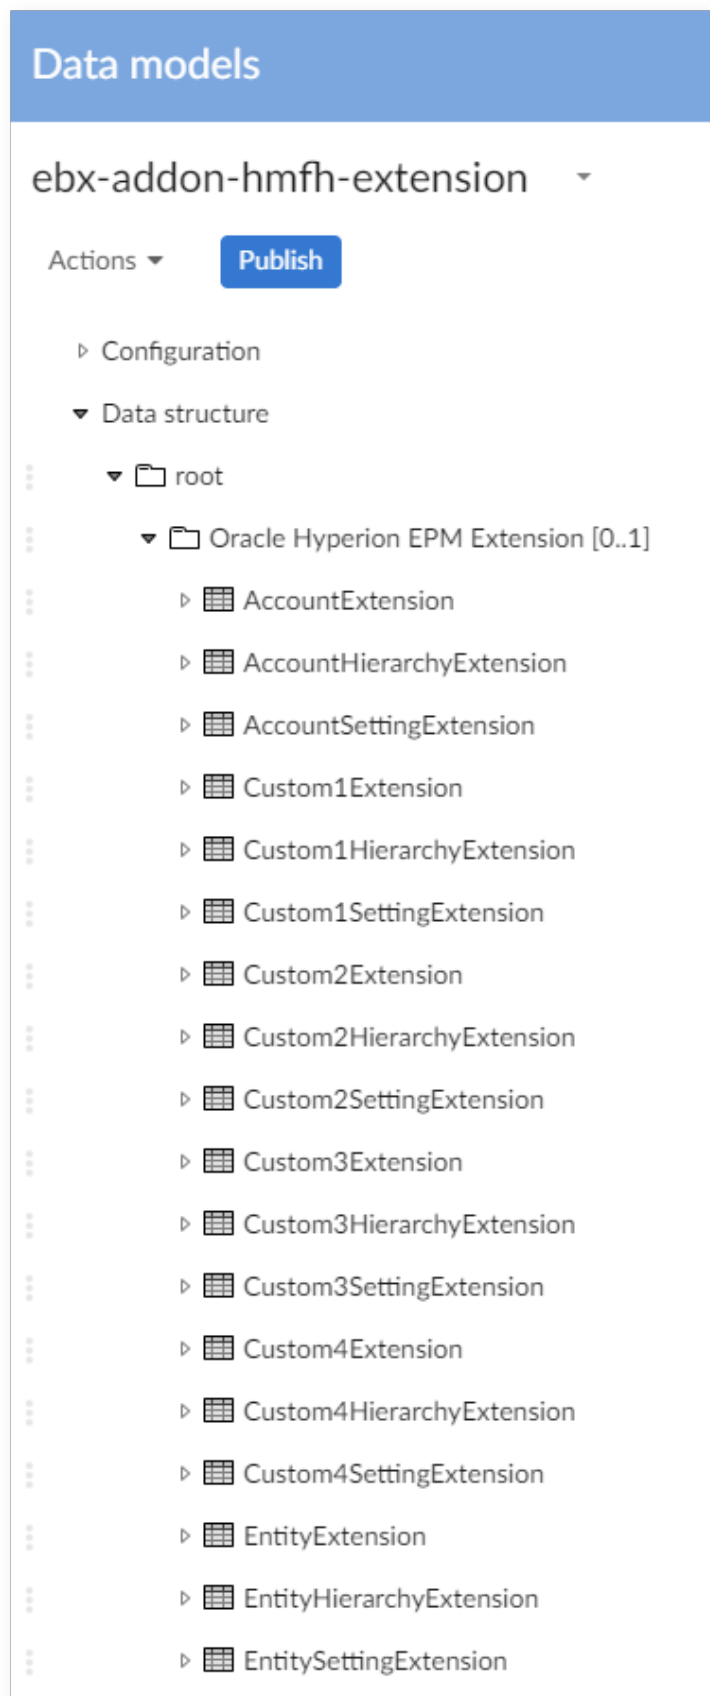 Data models
ebx-addon-hmfh-extension
Actions Publish
Configuration
Data structure
root
Oracle Hyperion EPM Extension [0..1]
AccountExtension
AccountHierarchyExtension
AccountSettingExtension
Custom1Extension
Custom1HierarchyExtension
Custom1SettingExtension
Custom2Extension
Custom2HierarchyExtension
Custom2SettingExtension
Custom3Extension
Custom3HierarchyExtension
Custom3SettingExtension
Custom4Extension
Custom4HierarchyExtension
Custom4SettingExtension
EntityExtension
EntityHierarchyExtension
EntitySettingExtension